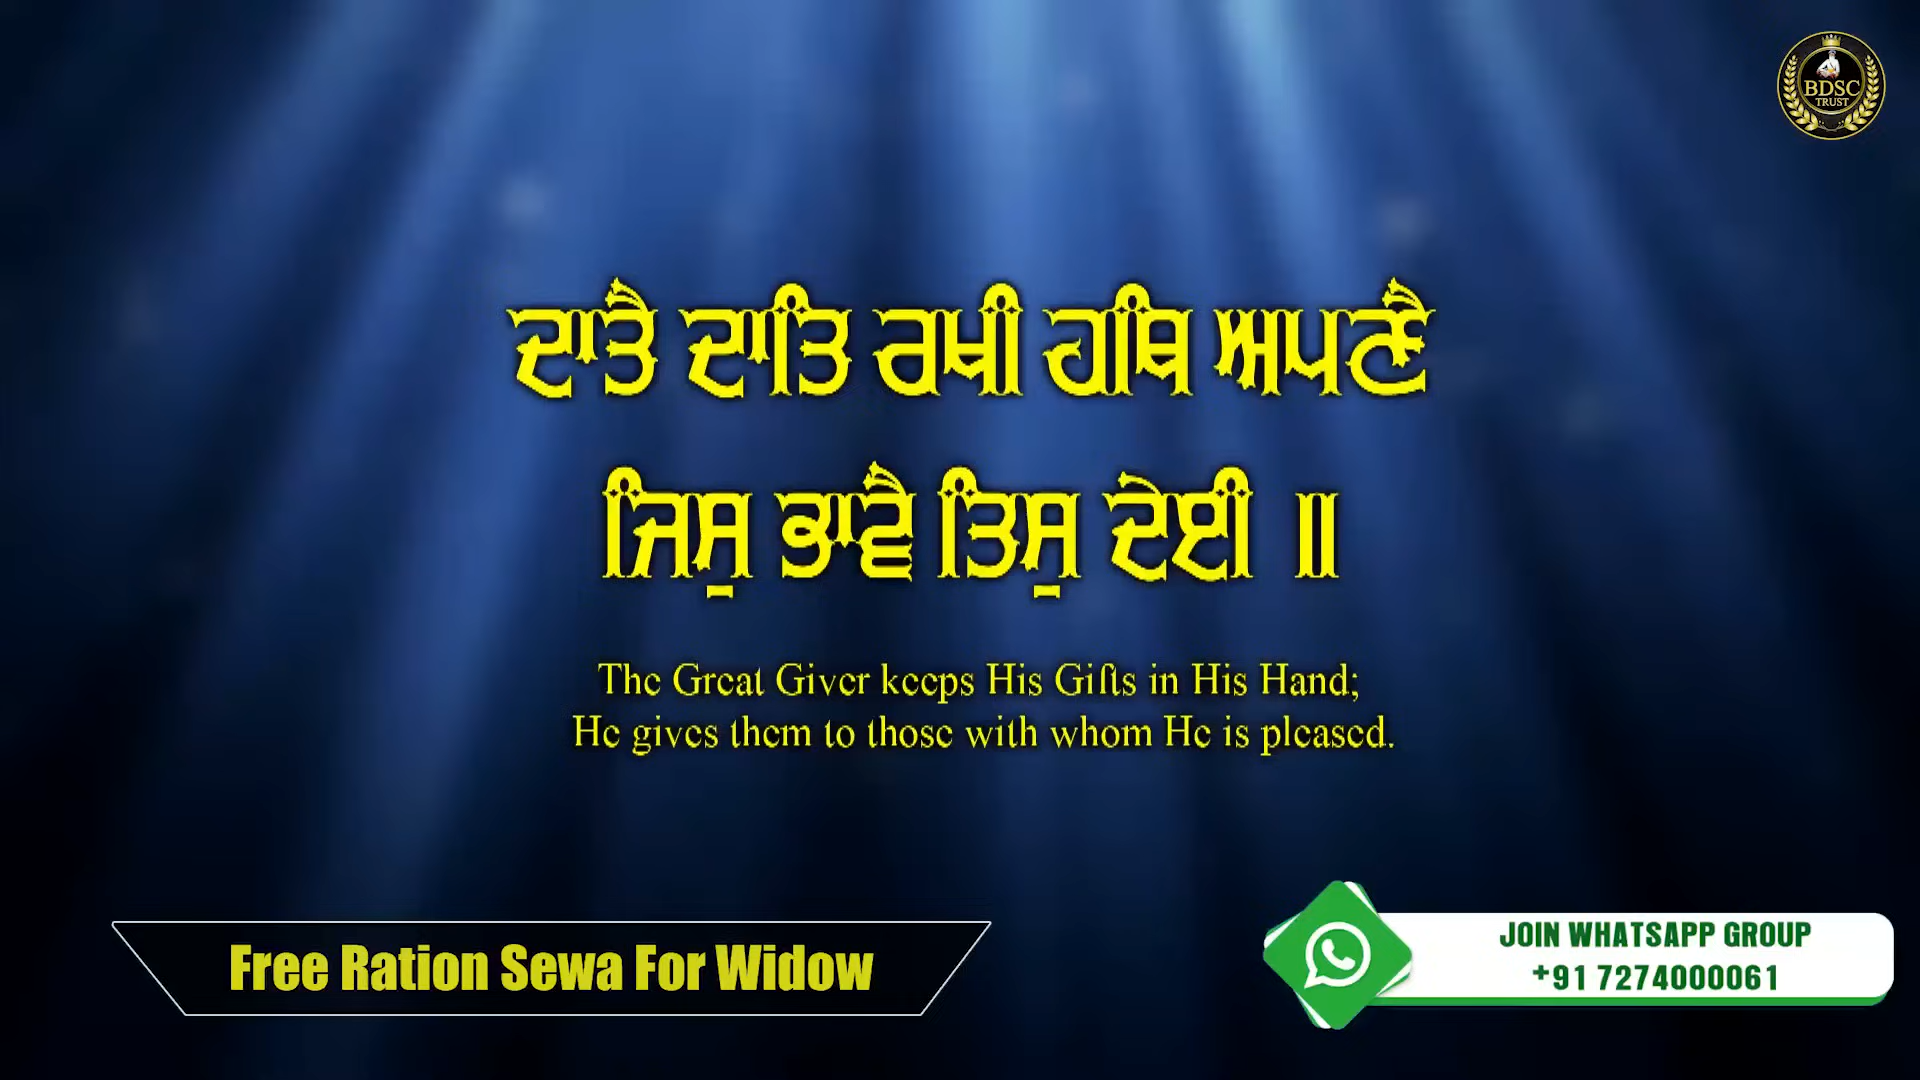 BDSC
TRUST
ਦਾਤੈ ਦਾਤਿ ਰਖੀ ਹਥਿ ਅਪਣੈ
ਜਿਸੁ ਭਾਵੈ ਤਿਸੁ ਦੇਈ ॥
The Great Giver keeps His Gifts in His Hand;
He gives them to those with whom He is pleased.
Free Ration Sewa For Widow
JOIN WHATSAPP GROUP
+91 7274000061